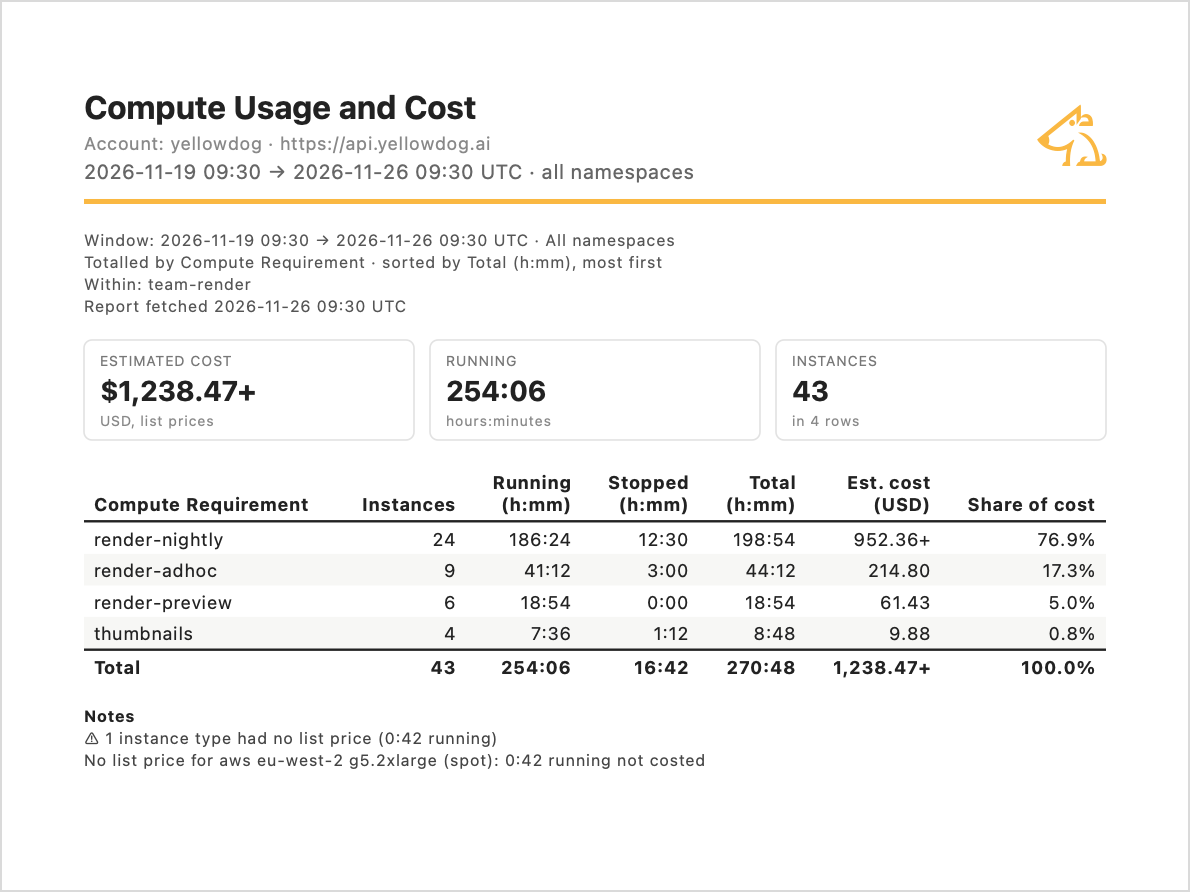 Compute Usage and Cost
Account: yellowdog · https://api.yellowdog.ai
2026-11-19 09:30 → 2026-11-26 09:30 UTC · all namespaces
Window: 2026-11-19 09:30 → 2026-11-26 09:30 UTC · All namespaces
Totalled by Compute Requirement · sorted by Total (h:mm), most first
Within: team-render
Report fetched 2026-11-26 09:30 UTC
ESTIMATED COST
$1,238.47+
USD, list prices
RUNNING
254:06
hours:minutes
INSTANCES
43
in 4 rows
Compute Requirement Instances Running (h:mm) Stopped (h:mm) Total (h:mm) Est. cost (USD) Share of cost
render-nightly 24 186:24 12:30 198:54 952.36+ 76.9%
render-adhoc 9 41:12 3:00 44:12 214.80 17.3%
render-preview 6 18:54 0:00 18:54 61.43 5.0%
thumbnails 4 7:36 1:12 8:48 9.88 0.8%
Total 43 254:06 16:42 270:48 1,238.47+ 100.0%
Notes
⚠ 1 instance type had no list price (0:42 running)
No list price for aws eu-west-2 g5.2xlarge (spot): 0:42 running not costed